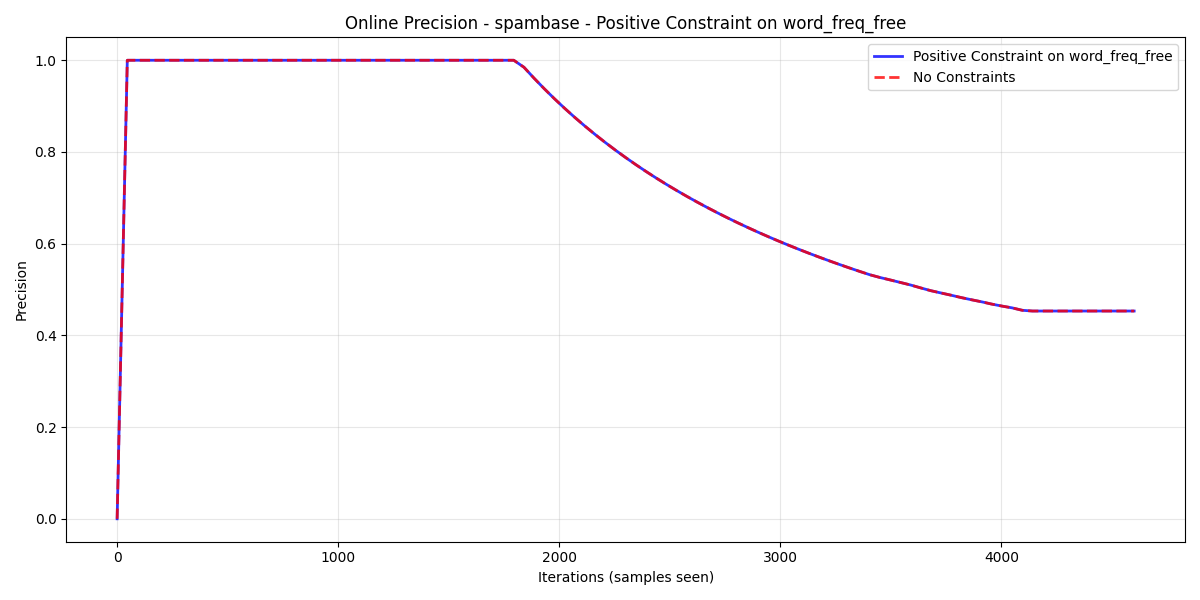 Online Precision - spambase - Positive Constraint on word_freq_free
Positive Constraint on word_freq_free
No Constraints
Precision
1.0
0.8
0.6
0.4
0.2
0.0
0 1000 2000 3000 4000
Iterations (samples seen)